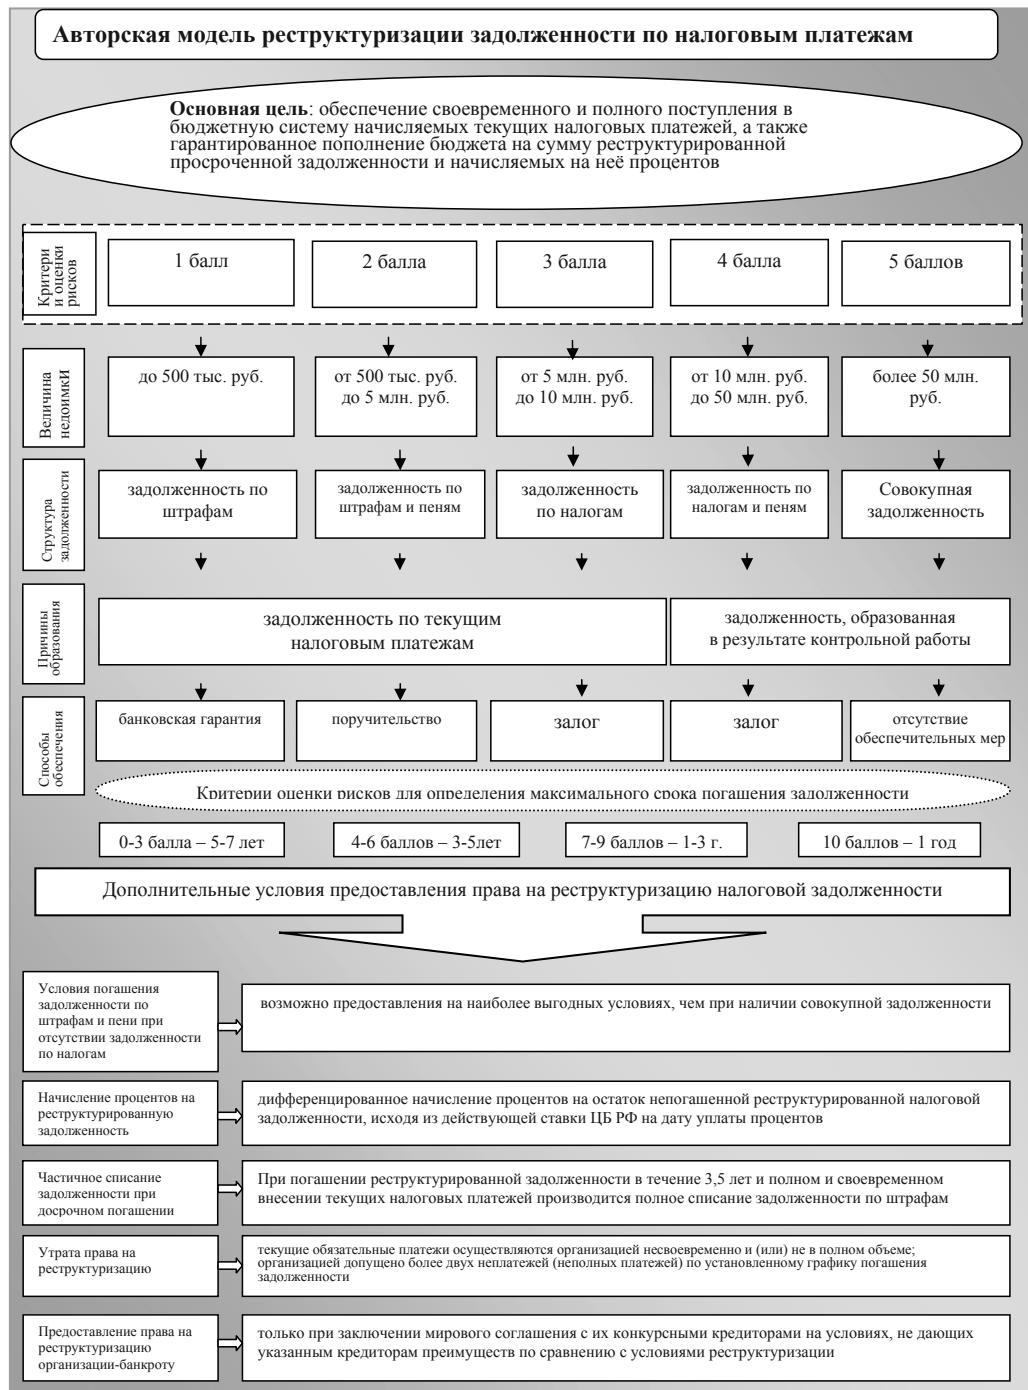 Авторская модель реструктуризации задолженности по налоговым платежам
Основная цель: обеспечение своевременного и полного поступления в
бюджетную систему начисляемых текущих налоговых платежей, а также
гарантированное пополнение бюджета на сумму реструктурированной
просроченной задолженности и начисляемых на неё процентов
Критери
и оценки
рисков
1 балл
2 балла
3 балла
4 балла
5 баллов
Величина
недоимкИ
до 500 тыс. руб.
от 500 тыс. руб.
до 5 млн. руб.
от 5 млн. руб.
до 10 млн. руб.
от 10 млн. руб.
до 50 млн. руб.
более 50 млн.
руб.
Структура
задолженности
задолженность по
штрафам
задолженность по
штрафам и пеням
задолженность
по налогам
задолженность по
налогам и пеням
Совокупная
задолженность
Причины
образования
задолженность по текущим
налоговым платежам
задолженность, образованная
в результате контрольной работы
Способы
обеспечения
банковская гарантия
поручительство
залог
залог
отсутствие
обеспечительных мер
Критерии оценки рисков для определения максимального срока погашения задолженности
0-3 балла – 5-7 лет
4-6 баллов – 3-5лет
7-9 баллов – 1-3 г.
10 баллов – 1 год
Дополнительные условия предоставления права на реструктуризацию налоговой задолженности
Условия погашения
задолженности по
штрафам и пени при
отсутствии задолженности
по налогам
возможно предоставления на наиболее выгодных условиях, чем при наличии совокупной задолженности
Начисление процентов на
реструктурированную
задолженность
дифференцированное начисление процентов на остаток непогашенной реструктурированной налоговой
задолженности, исходя из действующей ставки ЦБ РФ на дату уплаты процентов
Частичное списание
задолженности при
досрочном погашении
При погашении реструктурированной задолженности в течение 3,5 лет и полном и своевременном
внесении текущих налоговых платежей производится полное списание задолженности по штрафам
Утрата права на
реструктуризацию
текущие обязательные платежи осуществляются организацией несвоевременно и (или) не в полном объеме;
организацией допущено более двух неплатежей (неполных платежей) по установленному графику погашения
задолженности
Предоставление права на
реструктуризацию
организации-банкроту
только при заключении мирового соглашения с их конкурсными кредиторами на условиях, не дающих
указанным кредиторам преимуществ по сравнению с условиями реструктуризации